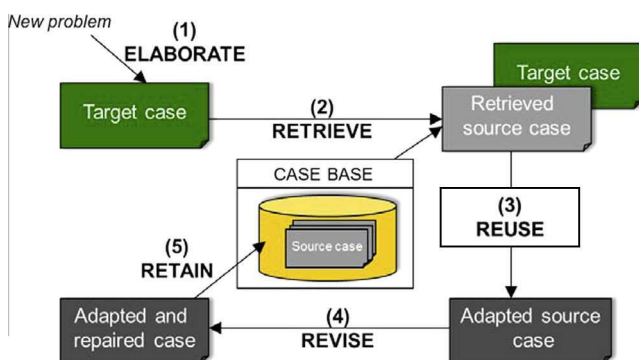 New problem
(1)
ELABORATE
Target case
(2)
RETRIEVE
Target case
Retrieved
source case
CASE BASE
Source case
(3)
REUSE
(5)
RETAIN
Adapted and
repaired case
(4)
REVISE
Adapted source
case